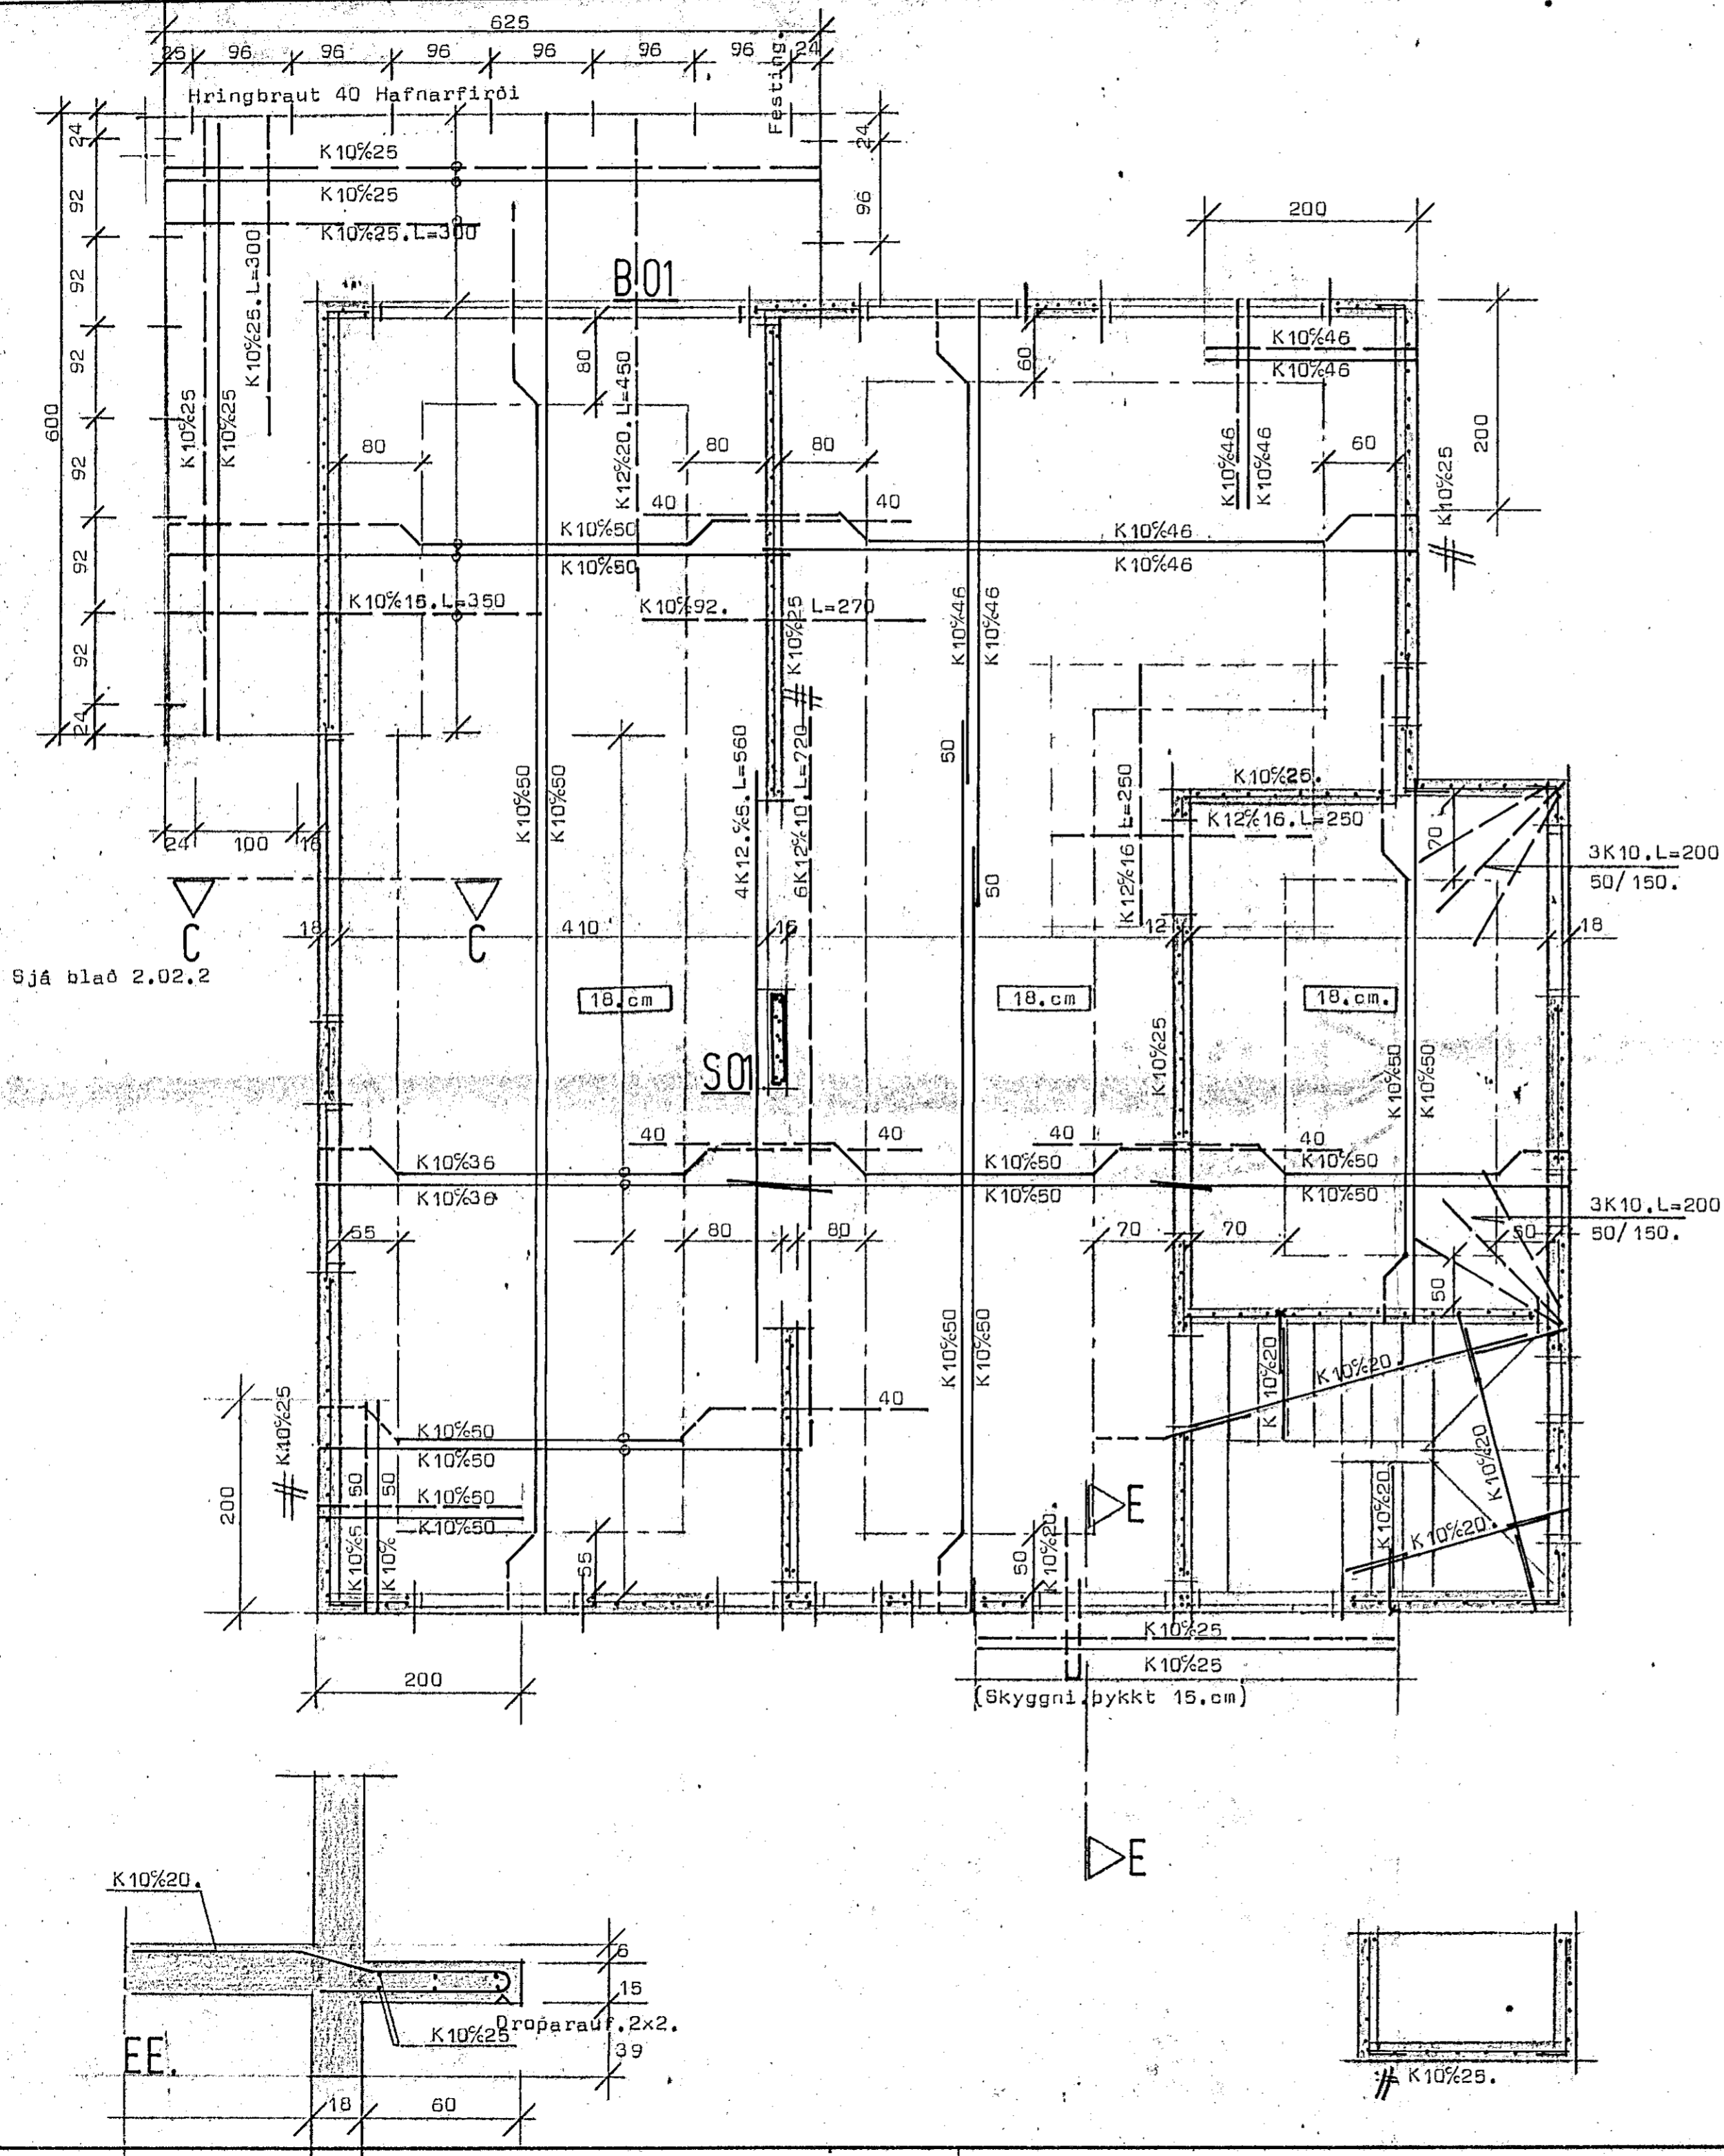 625
25 96 96 96 96 96 96 24
Hringbraut 40 Hafnarfirði
Festing.
24
92
92
92
92
92
92
24
600
24
96
K10%25
K10%25
K10%25.L=300
K10%25.L=300
K10%25
K10%25
B01
200
K10%46
K10%46
K10%46
K10%46
200
K10%25
80
60
K12%20.L=450
80
80
80
60
40
40
K10%50
K10%50
K10%46
K10%46
K10%15.L=350
K10%92. L=270
K10%25
K10%46
K10%46
4K12.%5.L=560
6K12%10 L=720
50
50
K10%50
K10%50
K12%16 L=250
K10%25.
K12%16.L=250
70
3K10.L=200
50/150.
24 100 16
C
C
Sjá blað 2.02.2
18
410
12
18
18.cm
18.cm
18.cm.
S01
K10%25
K10%50
K10%50
40
40
40
40
K10%36
K10%36
K10%50
K10%50
K10%50
K10%50
3K10.L=200
50/150.
55
80
80
70
70
50
50
K10%50
K10%50
K10%20
K10%20
K10%20
K10%20
K10%20.
40
K10%25
200
K10%50
K10%50
K10%50
K10%50
K10%50
K10%50
55
50
K10%20.
E
K10%25
K10%25
(Skyggni.þykkt 15.cm)
200
E
K10%20.
6
15
Droparauf.2x2.
K10%25
39
EE.
18
60
K10%25.